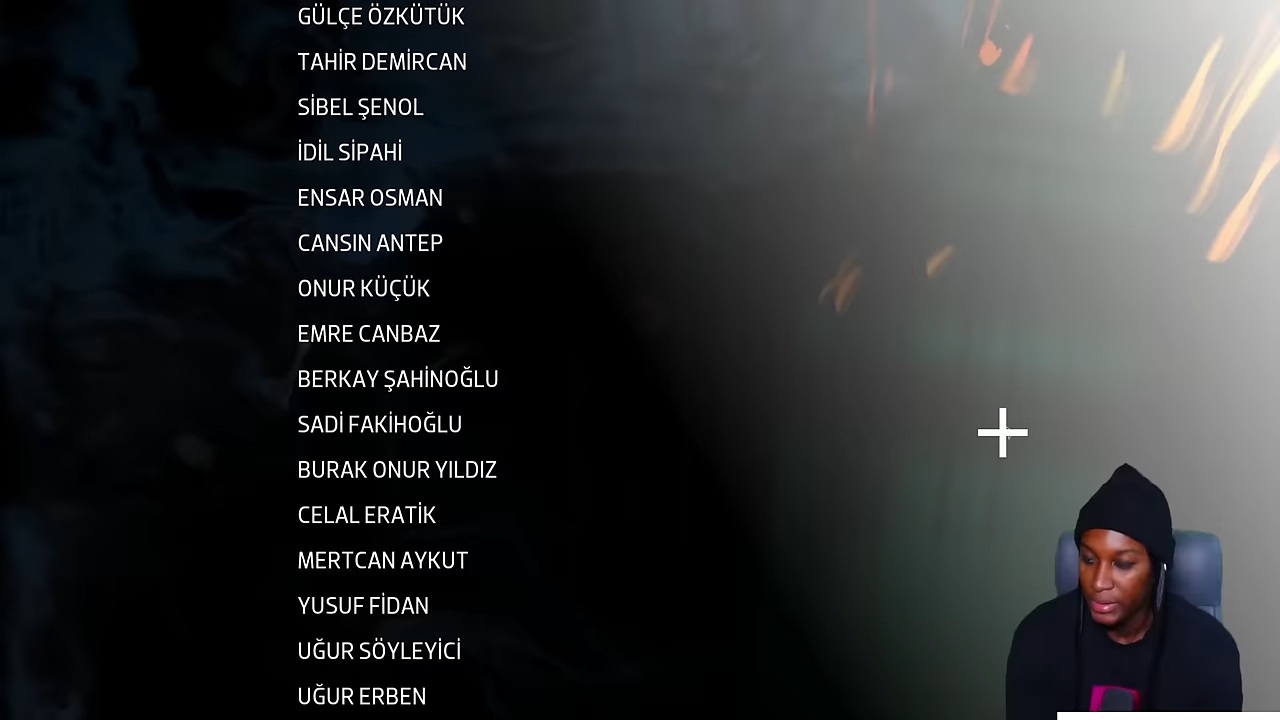 GÜLÇE ÖZKÜTÜK
TAHİR DEMİRCAN
SİBEL ŞENOL
İDİL SİPAHİ
ENSAR OSMAN
CANSIN ANTEP
ONUR KÜÇÜK
EMRE CANBAZ
BERKAY ŞAHİNOĞLU
SADİ FAKİHOĞLU
BURAK ONUR YILDIZ
CELAL ERATİK
MERTCAN AYKUT
YUSUF FİDAN
UĞUR SÖYLEYİCİ
UĞUR ERBEN